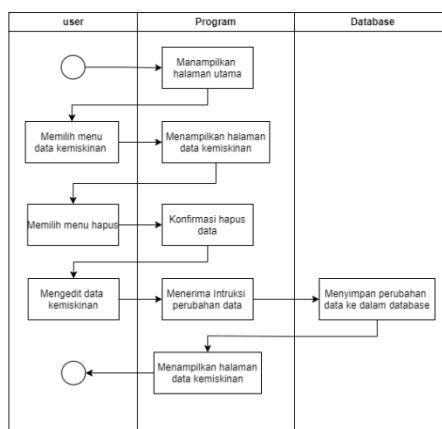 user
Program
Database
Manampilkan
halaman utama
Memilih menu
data kemiskinan
Menampilkan halaman
data kemiskinan
Memilih menu hapus
Konfirmasi hapus
data
Mengedit data
kemiskinan
Menerima Intruksi
perubahan data
Menyimpan perubahan
data ke dalam database
Menampilkan halaman
data kemiskinan